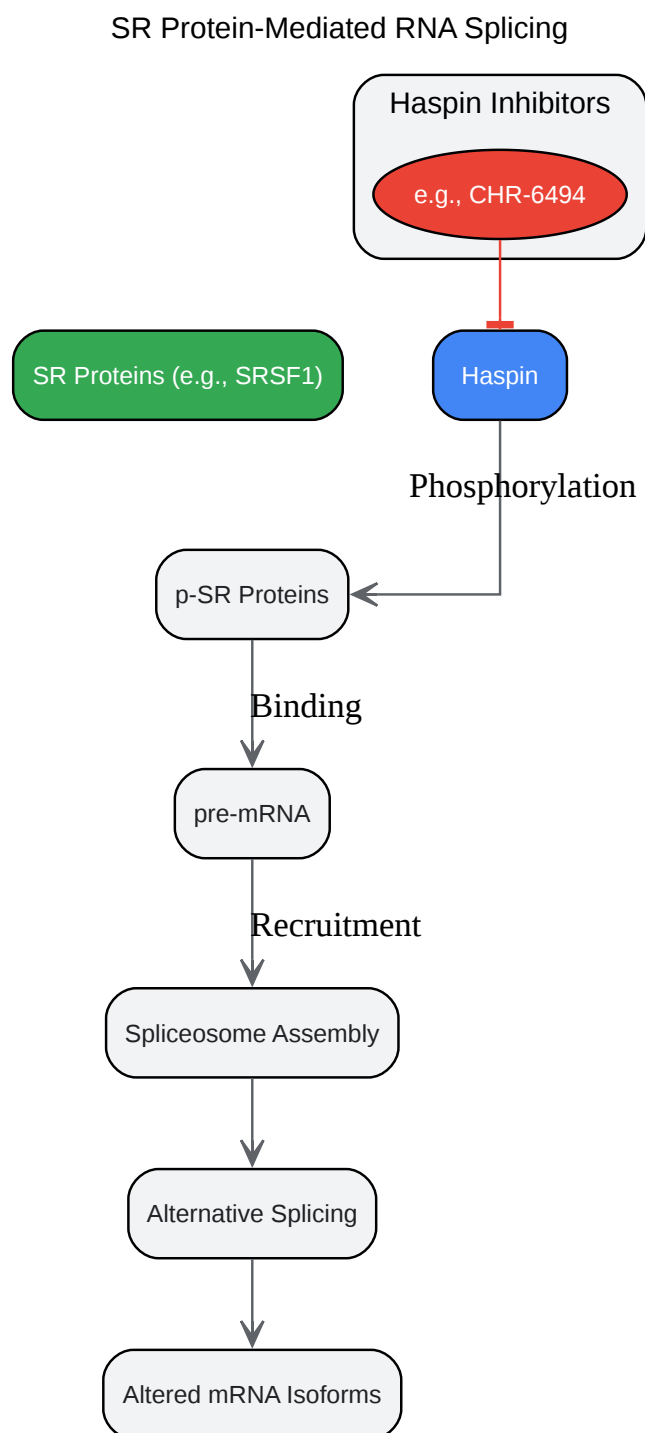 SR Protein-Mediated RNA Splicing
Haspin Inhibitors
e.g., CHR-6494
SR Proteins (e.g., SRSF1)
Haspin
Phosphorylation
p-SR Proteins
Binding
pre-mRNA
Recruitment
Spliceosome Assembly
Alternative Splicing
Altered mRNA Isoforms